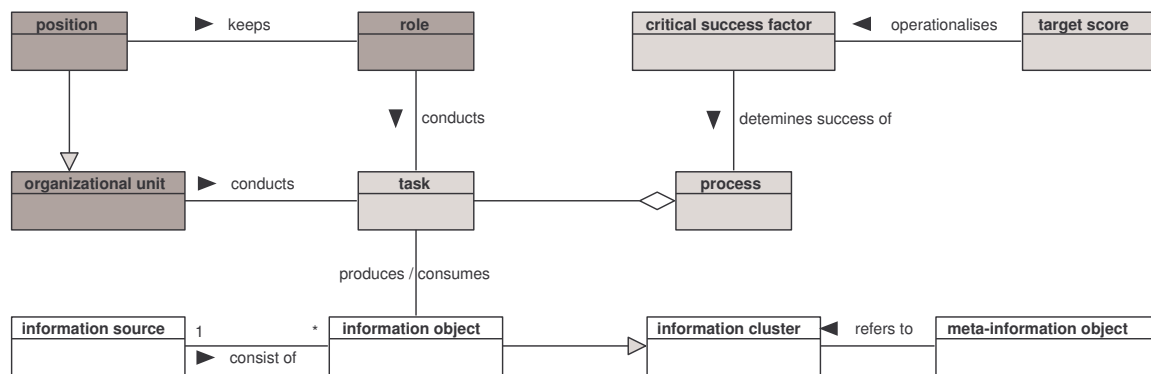 position
keeps
role
critical success factor
operationalises
target score
conducts
detemines success of
organizational unit
conducts
task
process
produces / consumes
information source
1
*
information object
information cluster
refers to
meta-information object
consist of